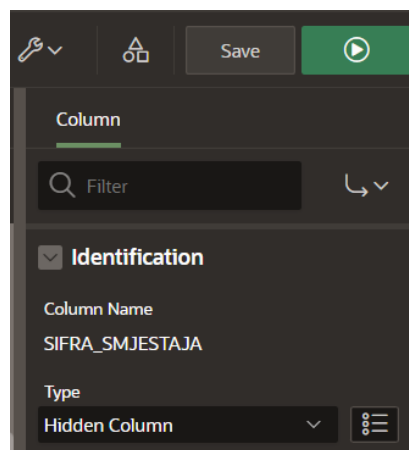 Save
Column
Filter
Identification
Column Name
SIFRA_SMJESTAJA
Type
Hidden Column